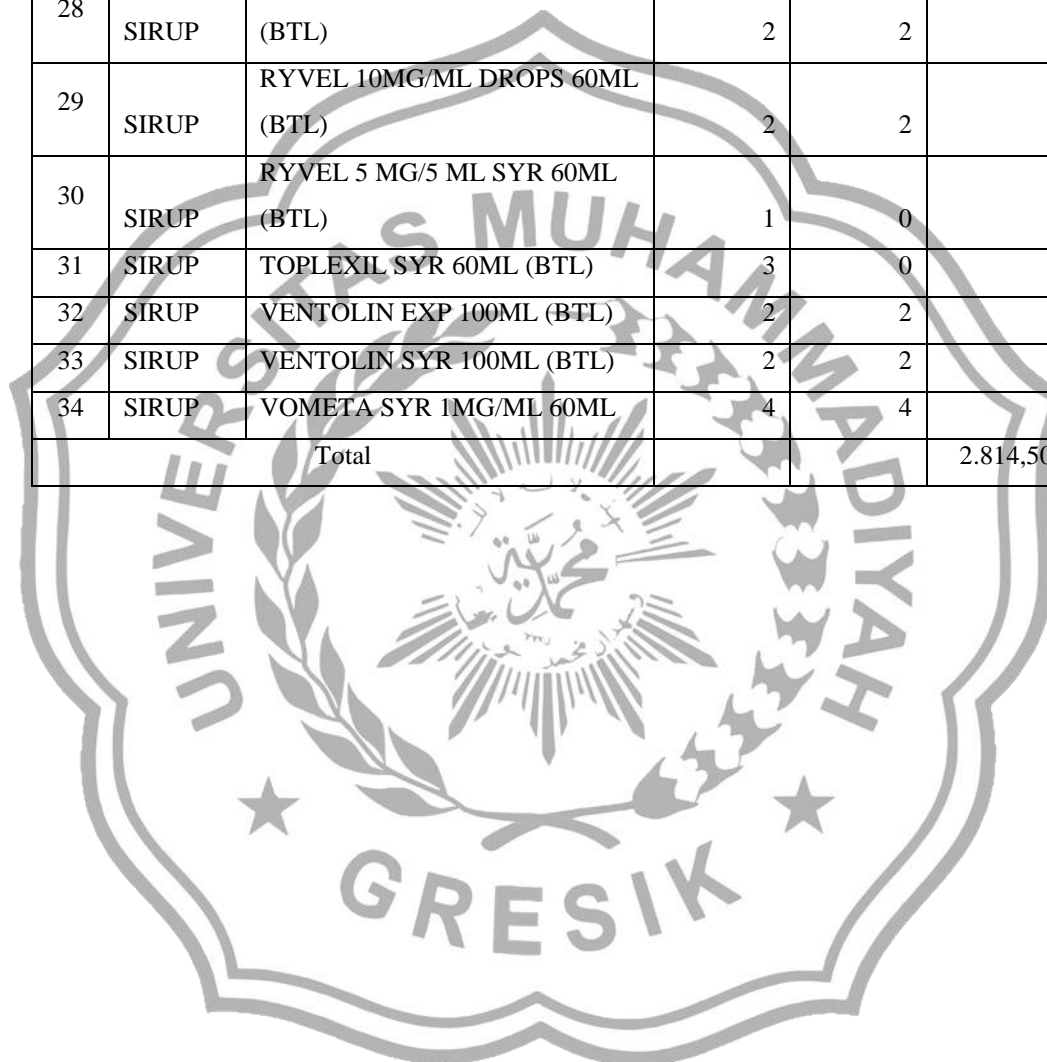 28 SIRUP (BTL) 2 2
RYVEL 10MG/ML DROPS 60ML
29 SIRUP (BTL) 2 2
RYVEL 5 MG/5 ML SYR 60ML
30 SIRUP (BTL) 1 0
31 SIRUP TOPLEXIL SYR 60ML (BTL) 3 0
32 SIRUP VENTOLIN EXP 100ML (BTL) 2 2
33 SIRUP VENTOLIN SYR 100ML (BTL) 2 2
34 SIRUP VOMETA SYR 1MG/ML 60ML 4 4
Total 2.814,50
UNIVERSITAS MUHAMMADIYAH
محمدية
GRESIK